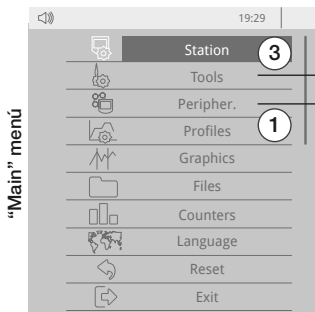 19:29
"Main" menú
Station
3
Tools
Peripher.
1
Profiles
Graphics
Files
Counters
Language
Reset
Exit